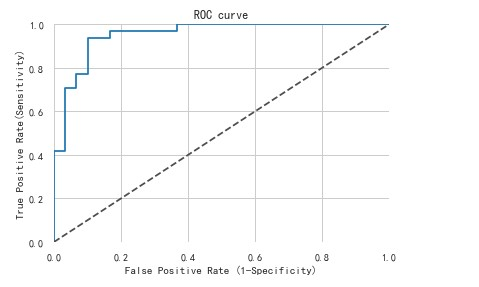 ROC curve
1.0
0.8
0.6
0.4
0.2
0.0
True Positive Rate(Sensitivity)
0.0 0.2 0.4 0.6 0.8 1.0
False Positive Rate (1-Specificity)